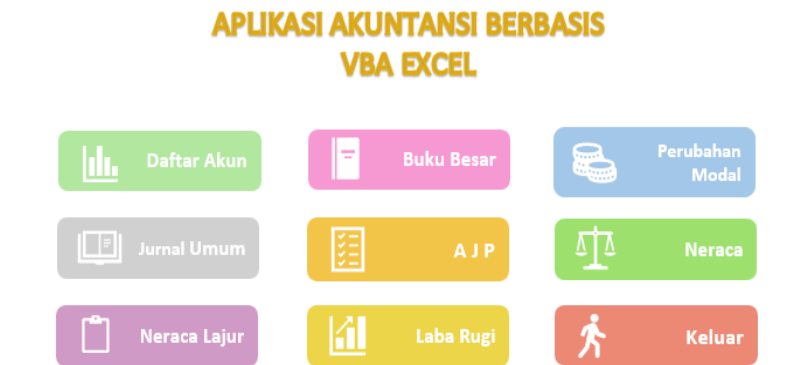 APLIKASI AKUNTANSI BERBASIS
VBA EXCEL
Daftar Akun
Buku Besar
Perubahan
Modal
Jurnal Umum
A J P
Neraca
Neraca Lajur
Laba Rugi
Keluar